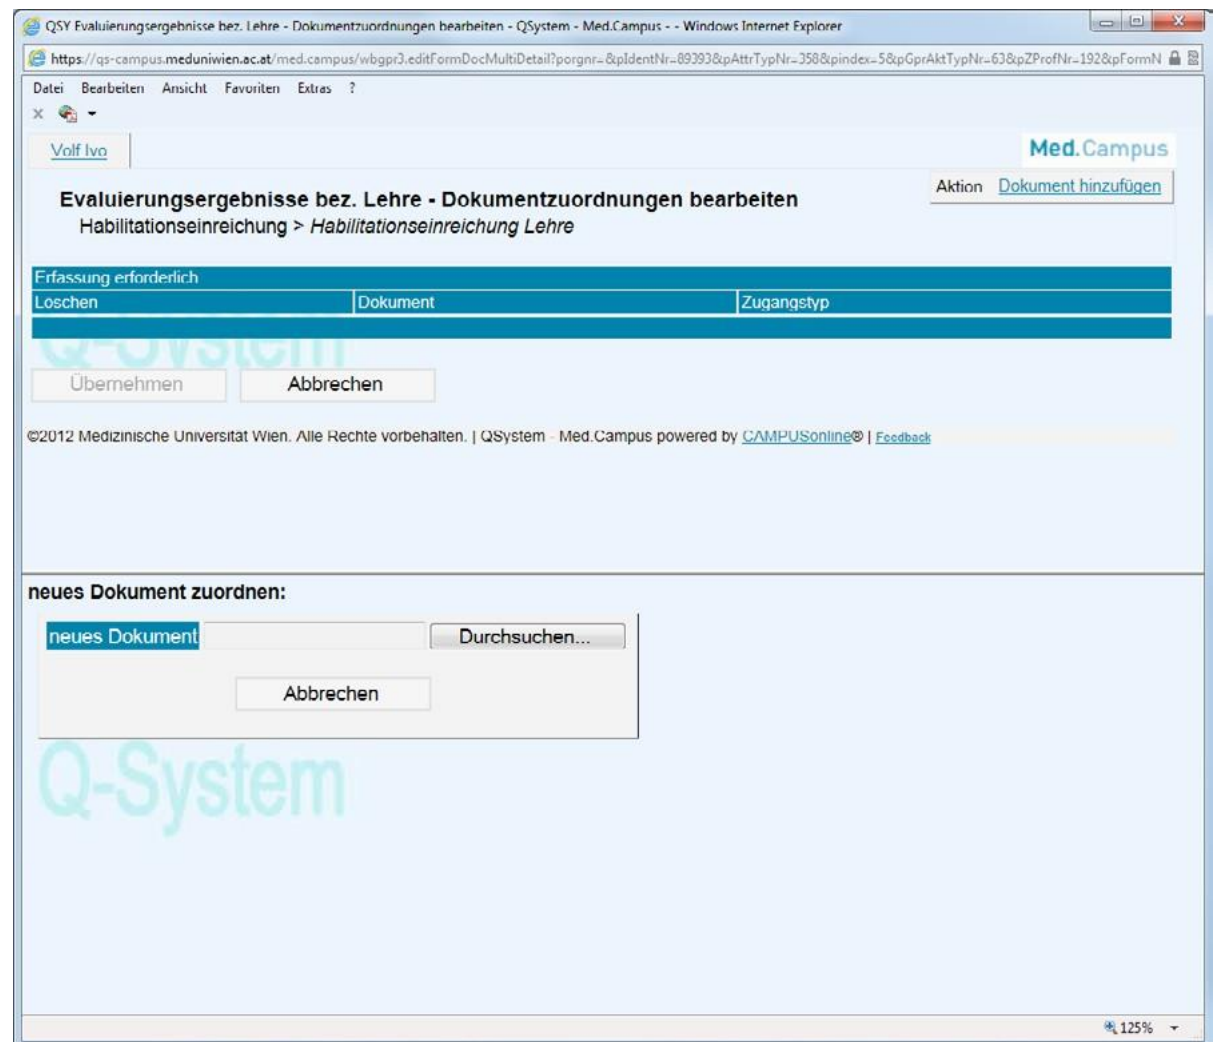 QSY Evaluierungsergebnisse bez. Lehre - Dokumentzuordnungen bearbeiten - QSystem - Med.Campus - - Windows Internet Explorer
https://qs-campus.meduniwien.ac.at/med.campus/wbgpr3.editFormDocMultiDetail?porgnr=&pIdentNr=89393&pAttrTypNr=358&pindex=5&pGprAktTypNr=63&pZProfNr=192&pFormN
Datei Bearbeiten Ansicht Favoriten Extras ?
Volf Ivo
Med.Campus
Aktion Dokument hinzufügen
Evaluierungsergebnisse bez. Lehre - Dokumentzuordnungen bearbeiten
Habilitationseinreichung > Habilitationseinreichung Lehre
Erfassung erforderlich
Löschen Dokument Zugangstyp
Q-System
Übernehmen Abbrechen
©2012 Medizinische Universität Wien. Alle Rechte vorbehalten. | QSystem - Med.Campus powered by CAMPUSonline® | Feedback
neues Dokument zuordnen:
neues Dokument Durchsuchen...
Abbrechen
Q-System
125%